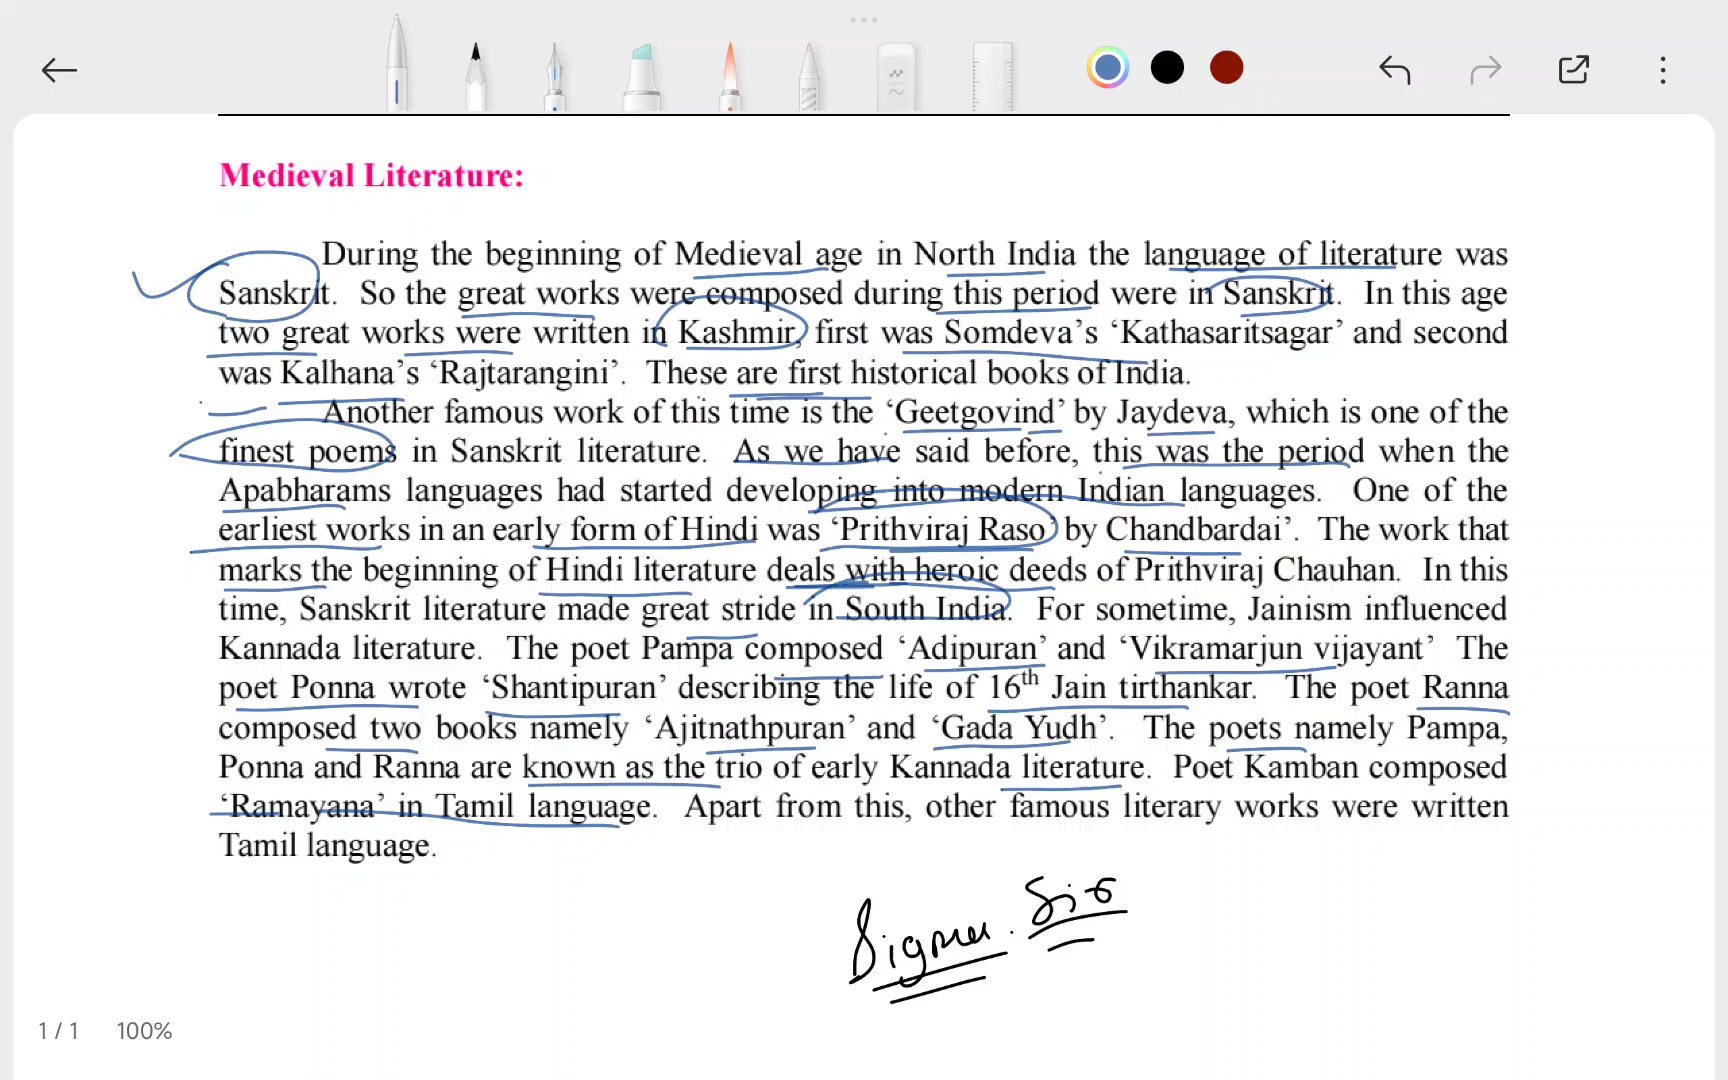 Medieval Literature:
During the beginning of Medieval age in North India the language of literature was
Sanskrit. So the great works were composed during this period were in Sanskrit. In this age
two great works were written in Kashmir, first was Somdeva's ‘Kathasaritsagar’ and second
was Kalhana's ‘Rajtarangini’. These are first historical books of India.
Another famous work of this time is the ‘Geetgovind’ by Jaydeva, which is one of the
finest poems in Sanskrit literature. As we have said before, this was the period when the
Apabharams languages had started developing into modern Indian languages. One of the
earliest works in an early form of Hindi was ‘Prithviraj Raso’ by Chandbardai’. The work that
marks the beginning of Hindi literature deals with heroic deeds of Prithviraj Chauhan. In this
time, Sanskrit literature made great stride in South India. For sometime, Jainism influenced
Kannada literature. The poet Pampa composed ‘Adipuran’ and ‘Vikramarjun vijayant’ The
poet Ponna wrote ‘Shantipuran’ describing the life of 16th Jain tirthankar. The poet Ranna
composed two books namely ‘Ajitnathpuran’ and ‘Gada Yudh’. The poets namely Pampa,
Ponna and Ranna are known as the trio of early Kannada literature. Poet Kamban composed
‘Ramayana’ in Tamil language. Apart from this, other famous literary works were written
Tamil language.
Sigma. Sir
1 / 1 100%